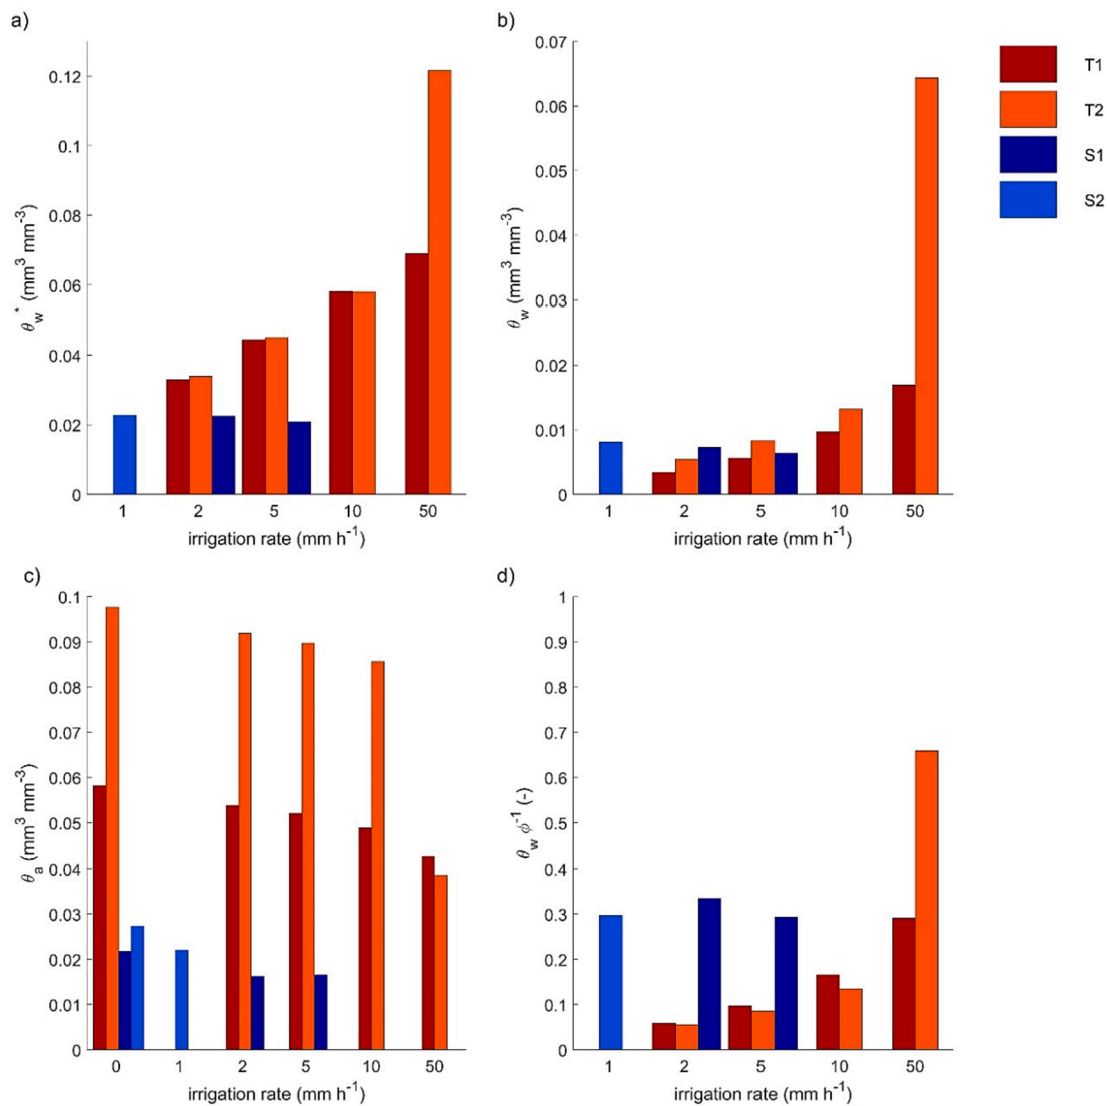 a)
0.12
0.1
0.08
0.06
0.04
0.02
0
θw* (mm³ mm⁻³)
1 2 5 10 50
irrigation rate (mm h⁻¹)
b)
0.07
0.06
0.05
0.04
0.03
0.02
0.01
0
θw (mm³ mm⁻³)
1 2 5 10 50
irrigation rate (mm h⁻¹)
T1
T2
S1
S2
c)
0.1
0.09
0.08
0.07
0.06
0.05
0.04
0.03
0.02
0.01
0
θa (mm³ mm⁻³)
0 1 2 5 10 50
irrigation rate (mm h⁻¹)
d)
1
0.9
0.8
0.7
0.6
0.5
0.4
0.3
0.2
0.1
0
θw ϕ⁻¹ (-)
1 2 5 10 50
irrigation rate (mm h⁻¹)